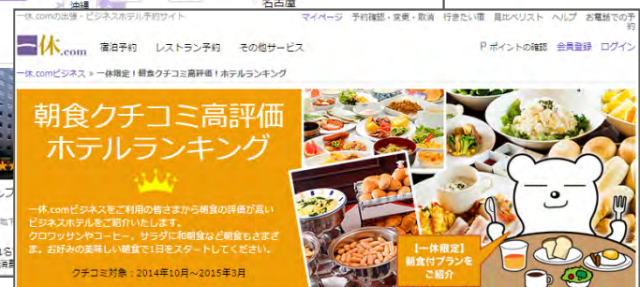 沖縄
名古屋
一休.comの出張・ビジネスホテル予約サイト
マイページ 予約確認・変更・取消 行きたい宿 見比べリスト ヘルプ お電話での予約
一休.com 宿泊予約 レストラン予約 その他サービス
P ポイントの確認 会員登録 ログイン
一休.comビジネス » 一休限定!朝食クチコミ高評価!ホテルランキング
朝食クチコミ高評価
ホテルランキング
一休.comビジネスをご利用の皆さまから朝食の評価が高い
ビジネスホテルをご紹介いたします。
クロワッサンやコーヒー、サラダに和朝食など朝食もさまざ
ま。お好みの美味しい朝食で1日をスタートしてください。
クチコミ対象:2014年10月～2015年3月
【一休限定】
朝食付プランを
ご紹介